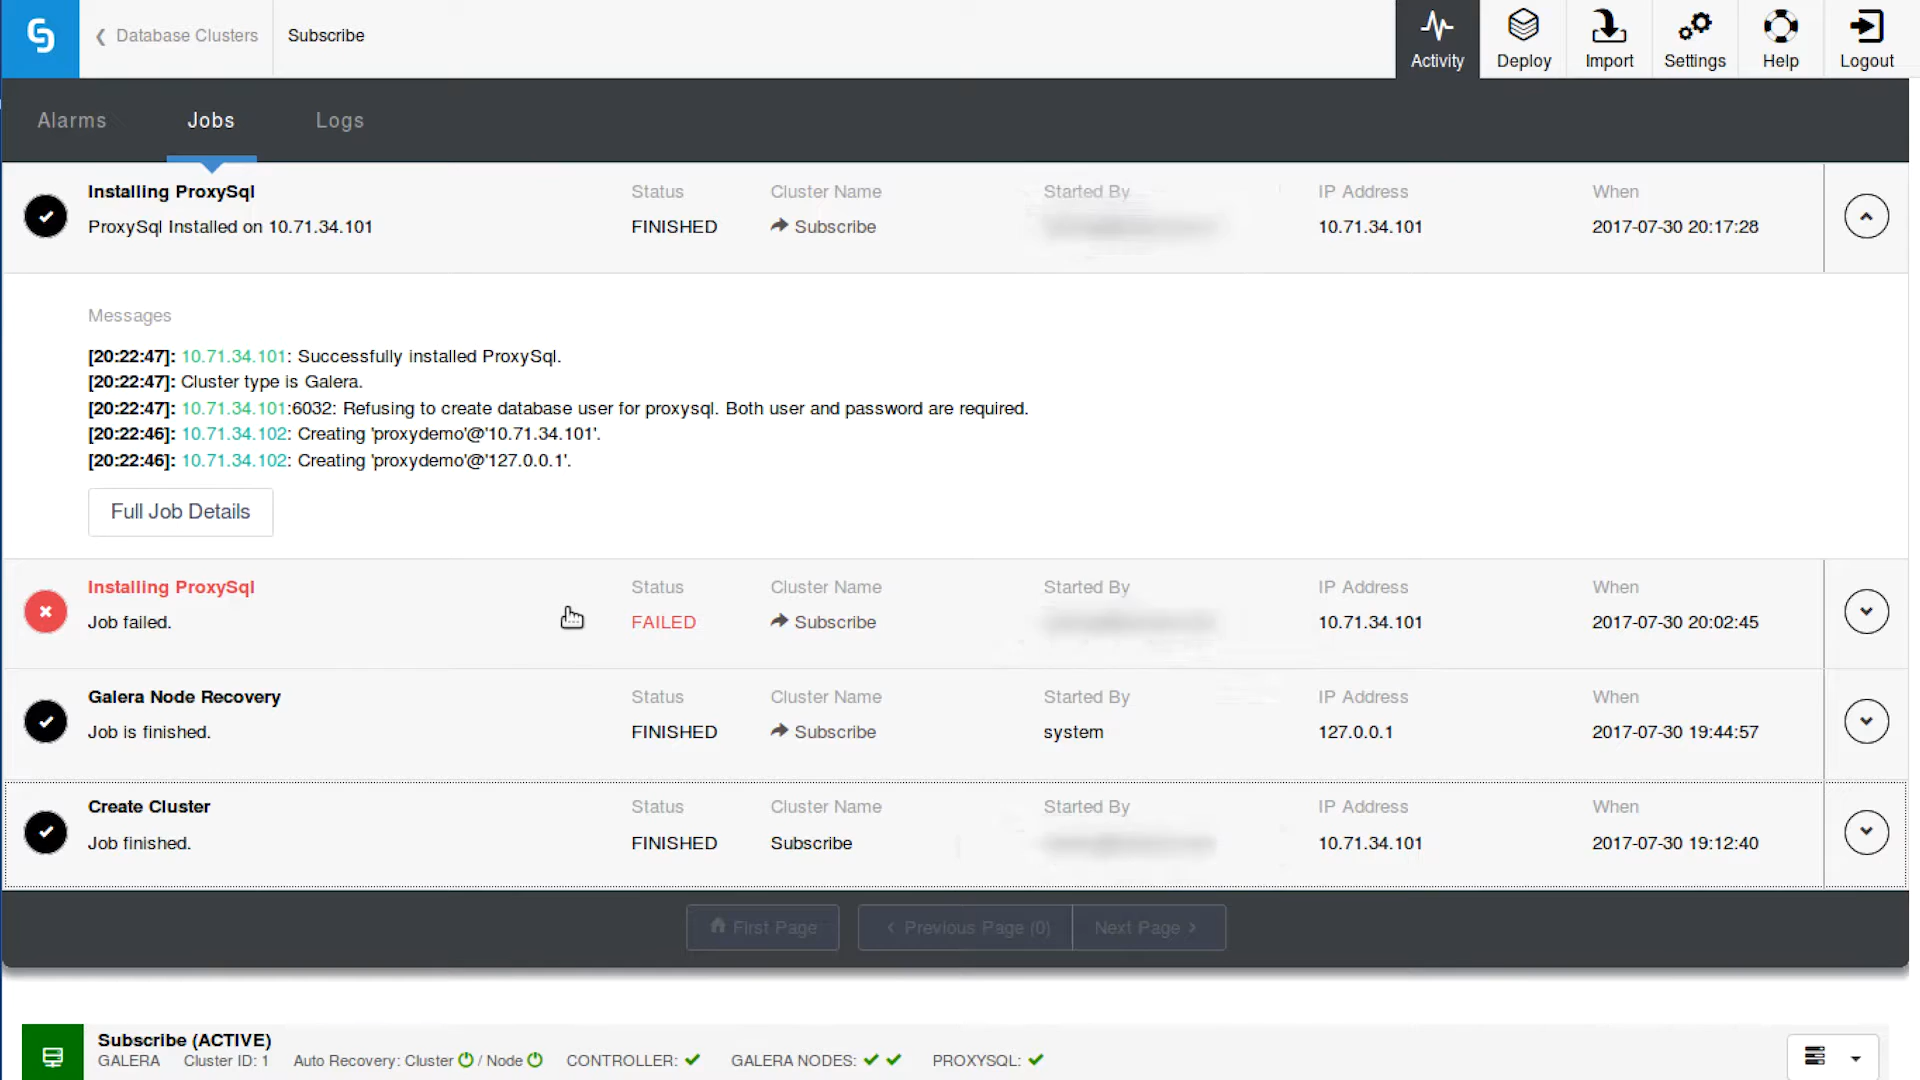 Database Clusters
Subscribe
Activity
Deploy
Import
Settings
Help
Logout
Alarms
Jobs
Logs
Installing ProxySql
Status
Cluster Name
Started By
IP Address
When
ProxySql Installed on 10.71.34.101
FINISHED
Subscribe
10.71.34.101
2017-07-30 20:17:28
Messages
[20:22:47]: 10.71.34.101: Successfully installed ProxySql.
[20:22:47]: Cluster type is Galera.
[20:22:47]: 10.71.34.101:6032: Refusing to create database user for proxysql. Both user and password are required.
[20:22:46]: 10.71.34.102: Creating 'proxydemo'@'10.71.34.101'.
[20:22:46]: 10.71.34.102: Creating 'proxydemo'@'127.0.0.1'.
Full Job Details
Installing ProxySql
Status
Cluster Name
Started By
IP Address
When
Job failed.
FAILED
Subscribe
10.71.34.101
2017-07-30 20:02:45
Galera Node Recovery
Status
Cluster Name
Started By
IP Address
When
Job is finished.
FINISHED
Subscribe
system
127.0.0.1
2017-07-30 19:44:57
Create Cluster
Status
Cluster Name
Started By
IP Address
When
Job finished.
FINISHED
Subscribe
10.71.34.101
2017-07-30 19:12:40
First Page
Previous Page (0)
Next Page
Subscribe (ACTIVE)
GALERA
Cluster ID: 1
Auto Recovery: Cluster / Node
CONTROLLER:
GALERA NODES:
PROXYSQL: